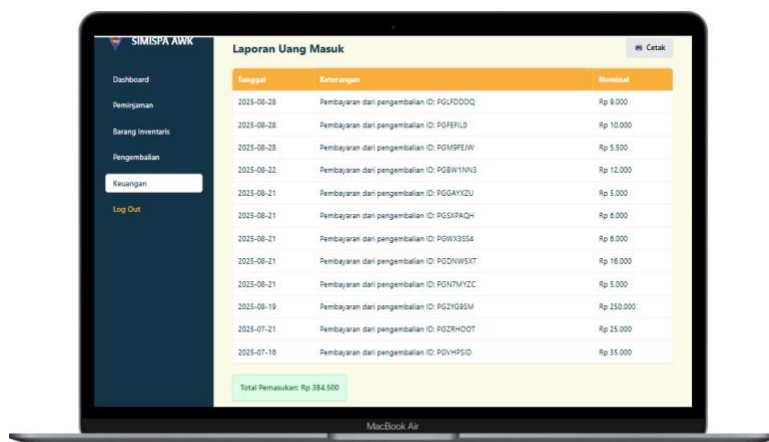 SIMISPA AWK
Dashboard
Peminjaman
Barang Inventaris
Pengembalian
Keuangan
Log Out
Laporan Uang Masuk
Cetak
Tanggal Keterangan Nominal
2025-08-28 Pembayaran dari pengembalian ID: PGLFDDDQ Rp 9.000
2025-08-28 Pembayaran dari pengembalian ID: PGFEFIL0 Rp 10.000
2025-08-28 Pembayaran dari pengembalian ID: PGM9FEJW Rp 5.500
2025-08-22 Pembayaran dari pengembalian ID: PGBW1NN3 Rp 12.000
2025-08-21 Pembayaran dari pengembalian ID: PGGAYXZU Rp 5.000
2025-08-21 Pembayaran dari pengembalian ID: PGSXPAQH Rp 6.000
2025-08-21 Pembayaran dari pengembalian ID: PGWX3SS4 Rp 6.000
2025-08-21 Pembayaran dari pengembalian ID: PGDNWSXT Rp 16.000
2025-08-21 Pembayaran dari pengembalian ID: PGN7MYZC Rp 5.000
2025-08-19 Pembayaran dari pengembalian ID: PG2YGBSM Rp 250.000
2025-07-21 Pembayaran dari pengembalian ID: PGZRHOOT Rp 25.000
2025-07-16 Pembayaran dari pengembalian ID: PGVHPSID Rp 35.000
Total Pemasukan: Rp 384.500
MacBook Air